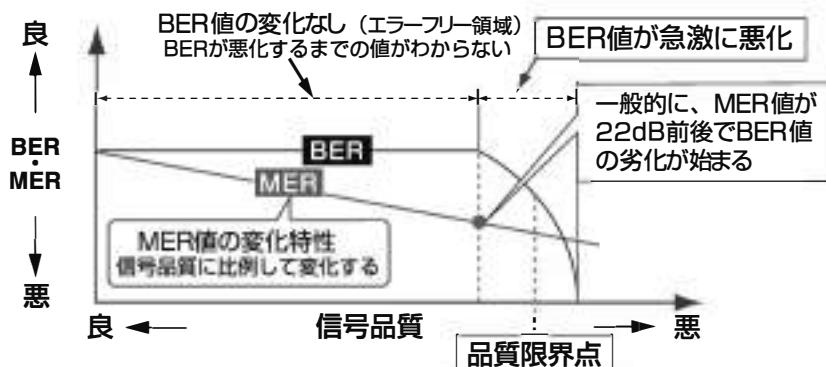 BER値の変化なし（エラーフリー領域）
BERが悪化するまでの値がわからない
BER値が急激に悪化
良
一般的に、MER値が
22dB前後でBER値
の劣化が始まる
BER
・
MER
BER
MER
MER値の変化特性
信号品質に比例して変化する
悪
良
信号品質
悪
品質限界点